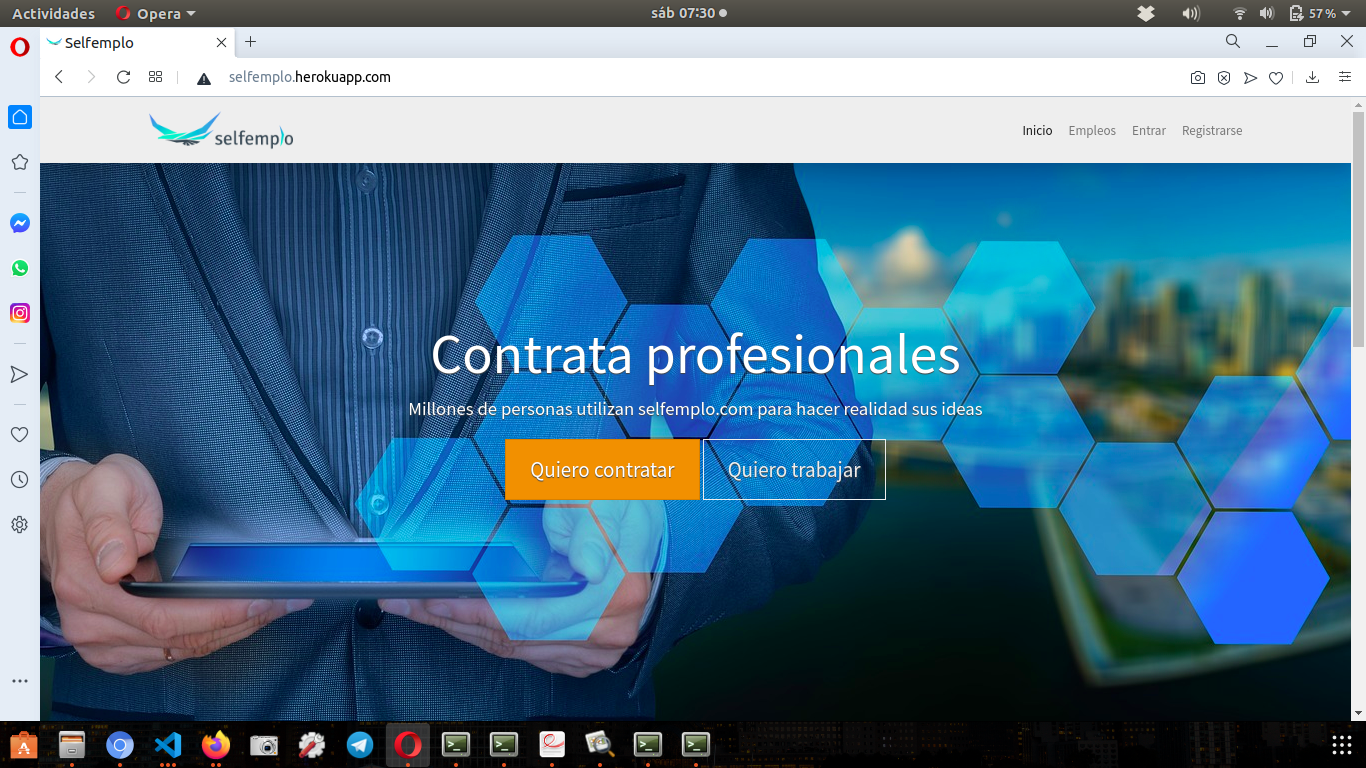 Actividades
Opera
sáb 07:30
57 %
Selfemplo
selfemplo.herokuapp.com
selfemplo
Inicio
Empleos
Entrar
Registrarse
Contrata profesionales
Millones de personas utilizan selfemplo.com para hacer realidad sus ideas
Quiero contratar
Quiero trabajar